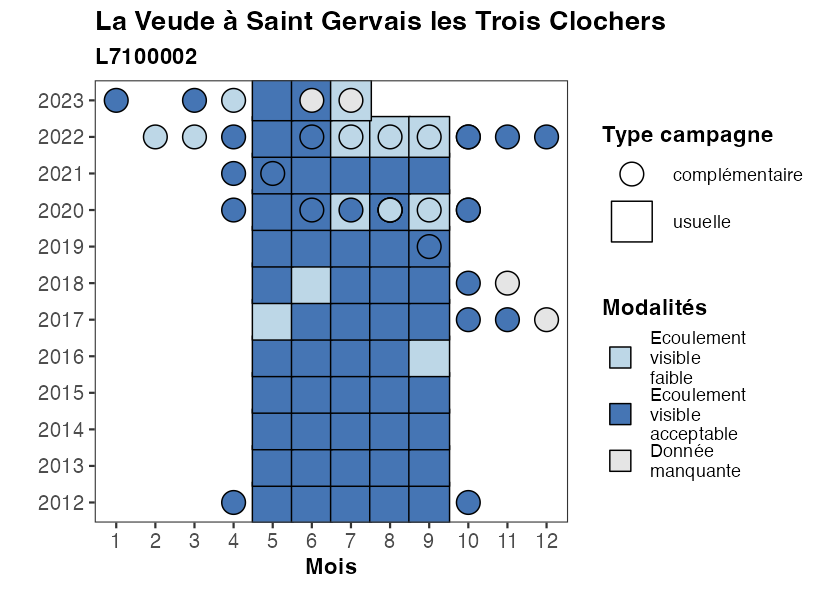 La Veude à Saint Gervais les Trois Clochers
L7100002
2023
2022
2021
2020
2019
2018
2017
2016
2015
2014
2013
2012
1 2 3 4 5 6 7 8 9 10 11 12
Mois
Type campagne
complémentaire
usuelle
Modalités
Ecoulement
visible
faible
Ecoulement
visible
acceptable
Donnée
manquante